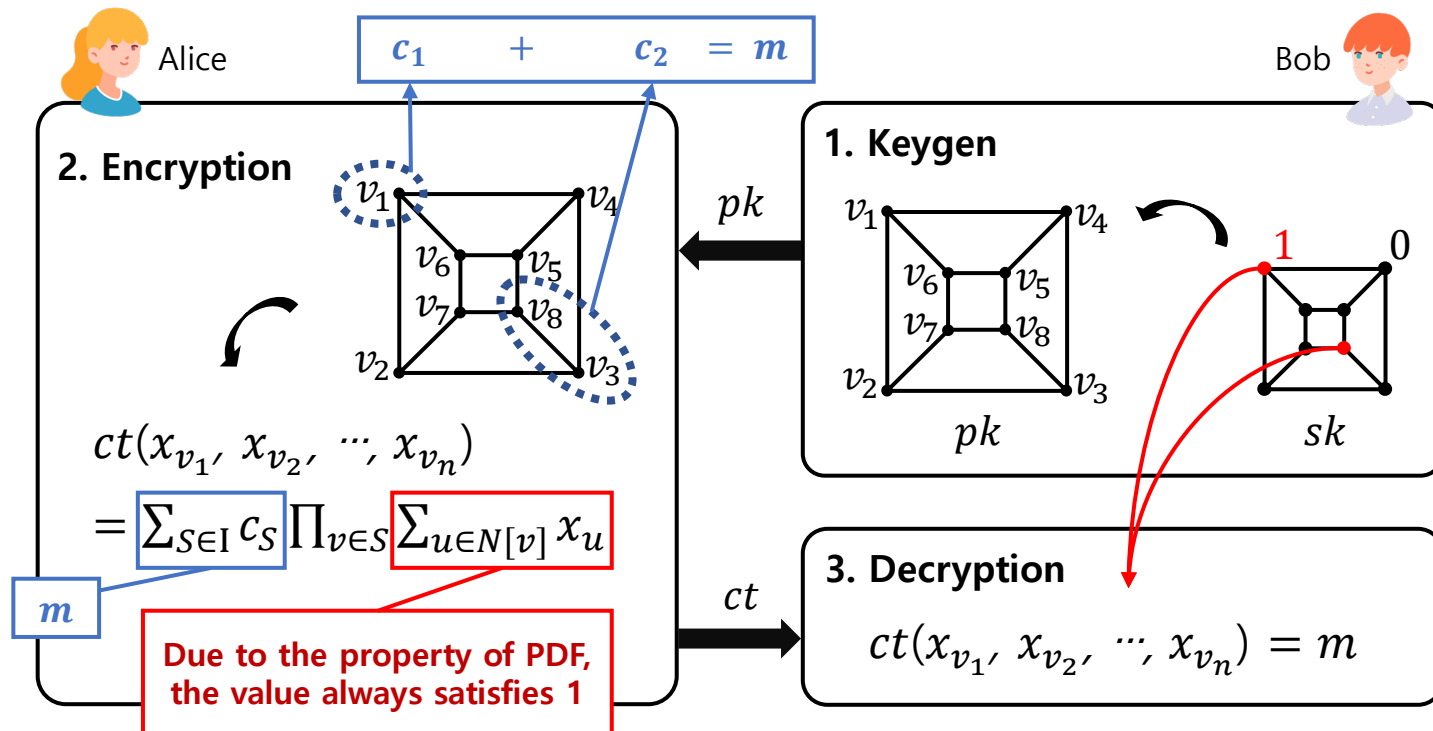 Alice
c₁ + c₂ = m
Bob
2. Encryption
v₁
v₄
v₆
v₅
v₇
v₈
v₂
v₃
ct(x_{v₁}, x_{v₂}, ⋯, x_{v_n})
= ∑_{S∈I} c_S ∏_{v∈S} ∑_{u∈N[v]} x_u
m
Due to the property of PDF,
the value always satisfies 1
pk
ct
1. Keygen
v₁
v₄
v₆
v₅
v₇
v₈
v₂
v₃
pk
1
0
sk
3. Decryption
ct(x_{v₁}, x_{v₂}, ⋯, x_{v_n}) = m